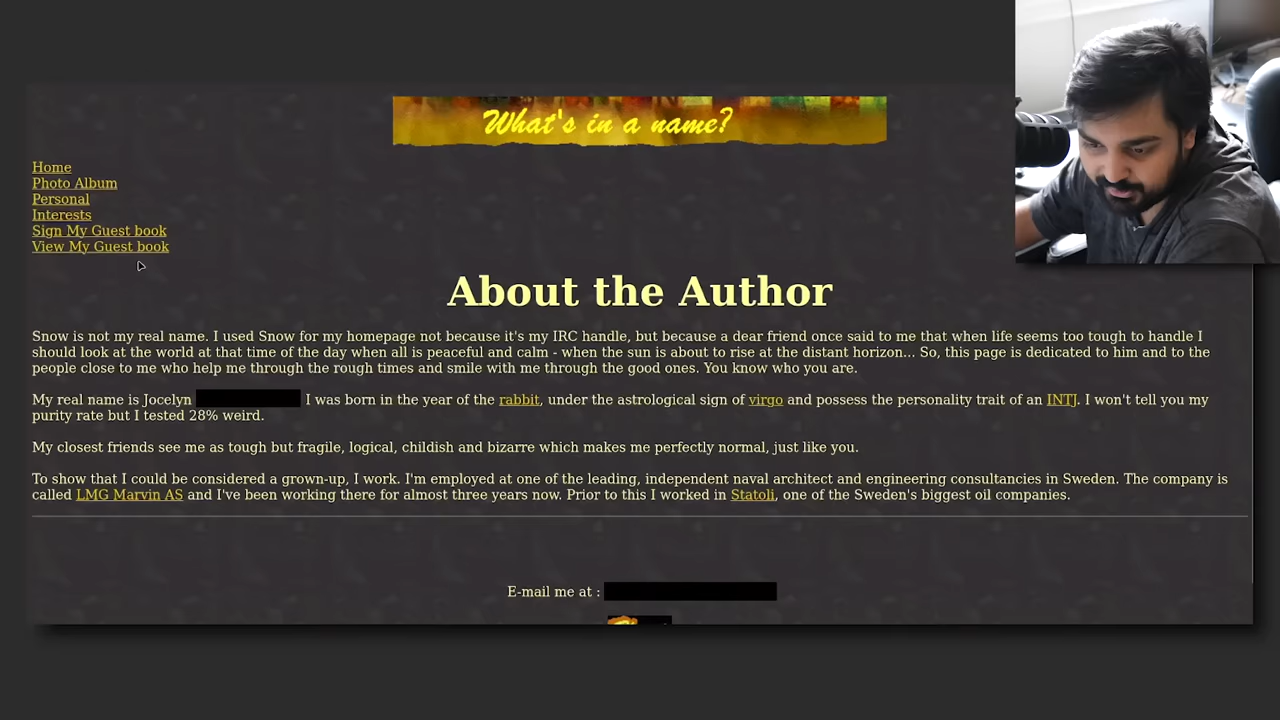 What's in a name?
Home
Photo Album
Personal
Interests
Sign My Guest book
View My Guest book
About the Author
Snow is not my real name. I used Snow for my homepage not because it's my IRC handle, but because a dear friend once said to me that when life seems too tough to handle I
should look at the world at that time of the day when all is peaceful and calm - when the sun is about to rise at the distant horizon... So, this page is dedicated to him and to the
people close to me who help me through the rough times and smile with me through the good ones. You know who you are.
My real name is Jocelyn I was born in the year of the rabbit, under the astrological sign of virgo and possess the personality trait of an INTJ. I won't tell you my
purity rate but I tested 28% weird.
My closest friends see me as tough but fragile, logical, childish and bizarre which makes me perfectly normal, just like you.
To show that I could be considered a grown-up, I work. I'm employed at one of the leading, independent naval architect and engineering consultancies in Sweden. The company is
called LMG Marvin AS and I've been working there for almost three years now. Prior to this I worked in Statoli, one of the Sweden's biggest oil companies.
E-mail me at :